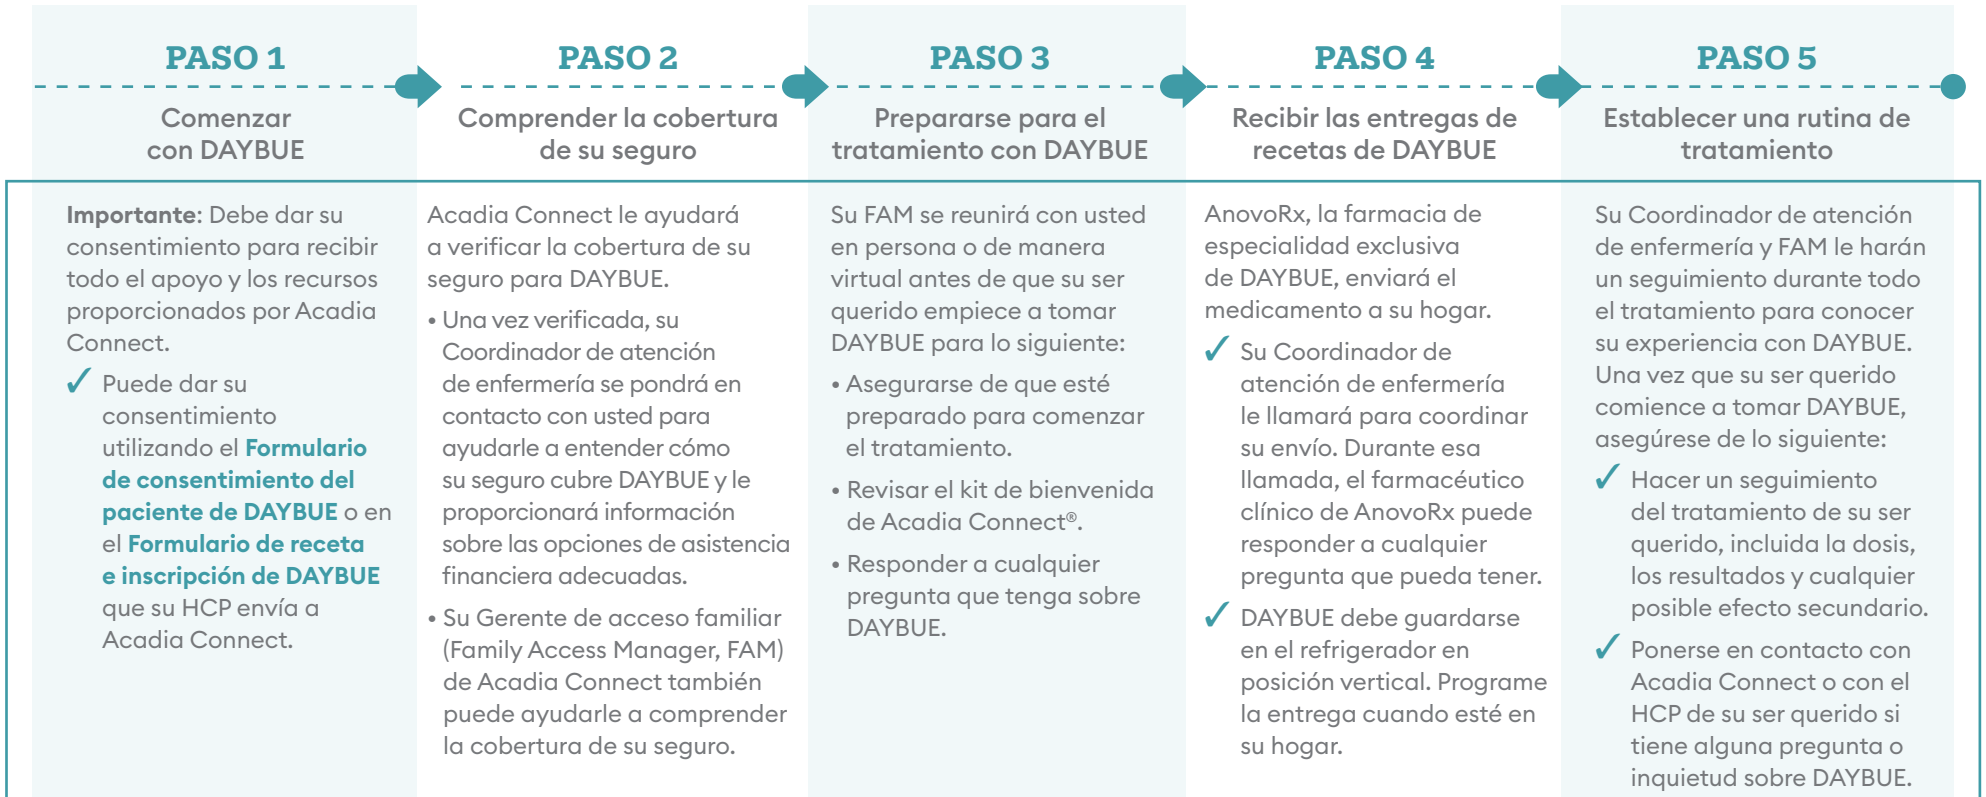 PASO 1
Comenzar
con DAYBUE
Importante: Debe dar su
consentimiento para recibir
todo el apoyo y los recursos
proporcionados por Acadia
Connect.
✓ Puede dar su
consentimiento
utilizando el Formulario
de consentimiento del
paciente de DAYBUE o en
el Formulario de receta
e inscripción de DAYBUE
que su HCP envía a
Acadia Connect.
PASO 2
Comprender la cobertura
de su seguro
Acadia Connect le ayudará
a verificar la cobertura de su
seguro para DAYBUE.
• Una vez verificada, su
Coordinador de atención
de enfermería se pondrá en
contacto con usted para
ayudarle a entender cómo
su seguro cubre DAYBUE y le
proporcionará información
sobre las opciones de asistencia
financiera adecuadas.
• Su Gerente de acceso familiar
(Family Access Manager, FAM)
de Acadia Connect también
puede ayudarle a comprender
la cobertura de su seguro.
PASO 3
Prepararse para el
tratamiento con DAYBUE
Su FAM se reunirá con usted
en persona o de manera
virtual antes de que su ser
querido empiece a tomar
DAYBUE para lo siguiente:
• Asegurarse de que esté
preparado para comenzar
el tratamiento.
• Revisar el kit de bienvenida
de Acadia Connect®.
• Responder a cualquier
pregunta que tenga sobre
DAYBUE.
PASO 4
Recibir las entregas de
recetas de DAYBUE
AnovoRx, la farmacia de
especialidad exclusiva
de DAYBUE, enviará el
medicamento a su hogar.
✓ Su Coordinador de
atención de enfermería
le llamará para coordinar
su envío. Durante esa
llamada, el farmacéutico
clínico de AnovoRx puede
responder a cualquier
pregunta que pueda tener.
✓ DAYBUE debe guardarse
en el refrigerador en
posición vertical. Programe
la entrega cuando esté en
su hogar.
PASO 5
Establecer una rutina de
tratamiento
Su Coordinador de atención
de enfermería y FAM le harán
un seguimiento durante todo
el tratamiento para conocer
su experiencia con DAYBUE.
Una vez que su ser querido
comience a tomar DAYBUE,
asegúrese de lo siguiente:
✓ Hacer un seguimiento
del tratamiento de su ser
querido, incluida la dosis,
los resultados y cualquier
posible efecto secundario.
✓ Ponerse en contacto con
Acadia Connect o con el
HCP de su ser querido si
tiene alguna pregunta o
inquietud sobre DAYBUE.